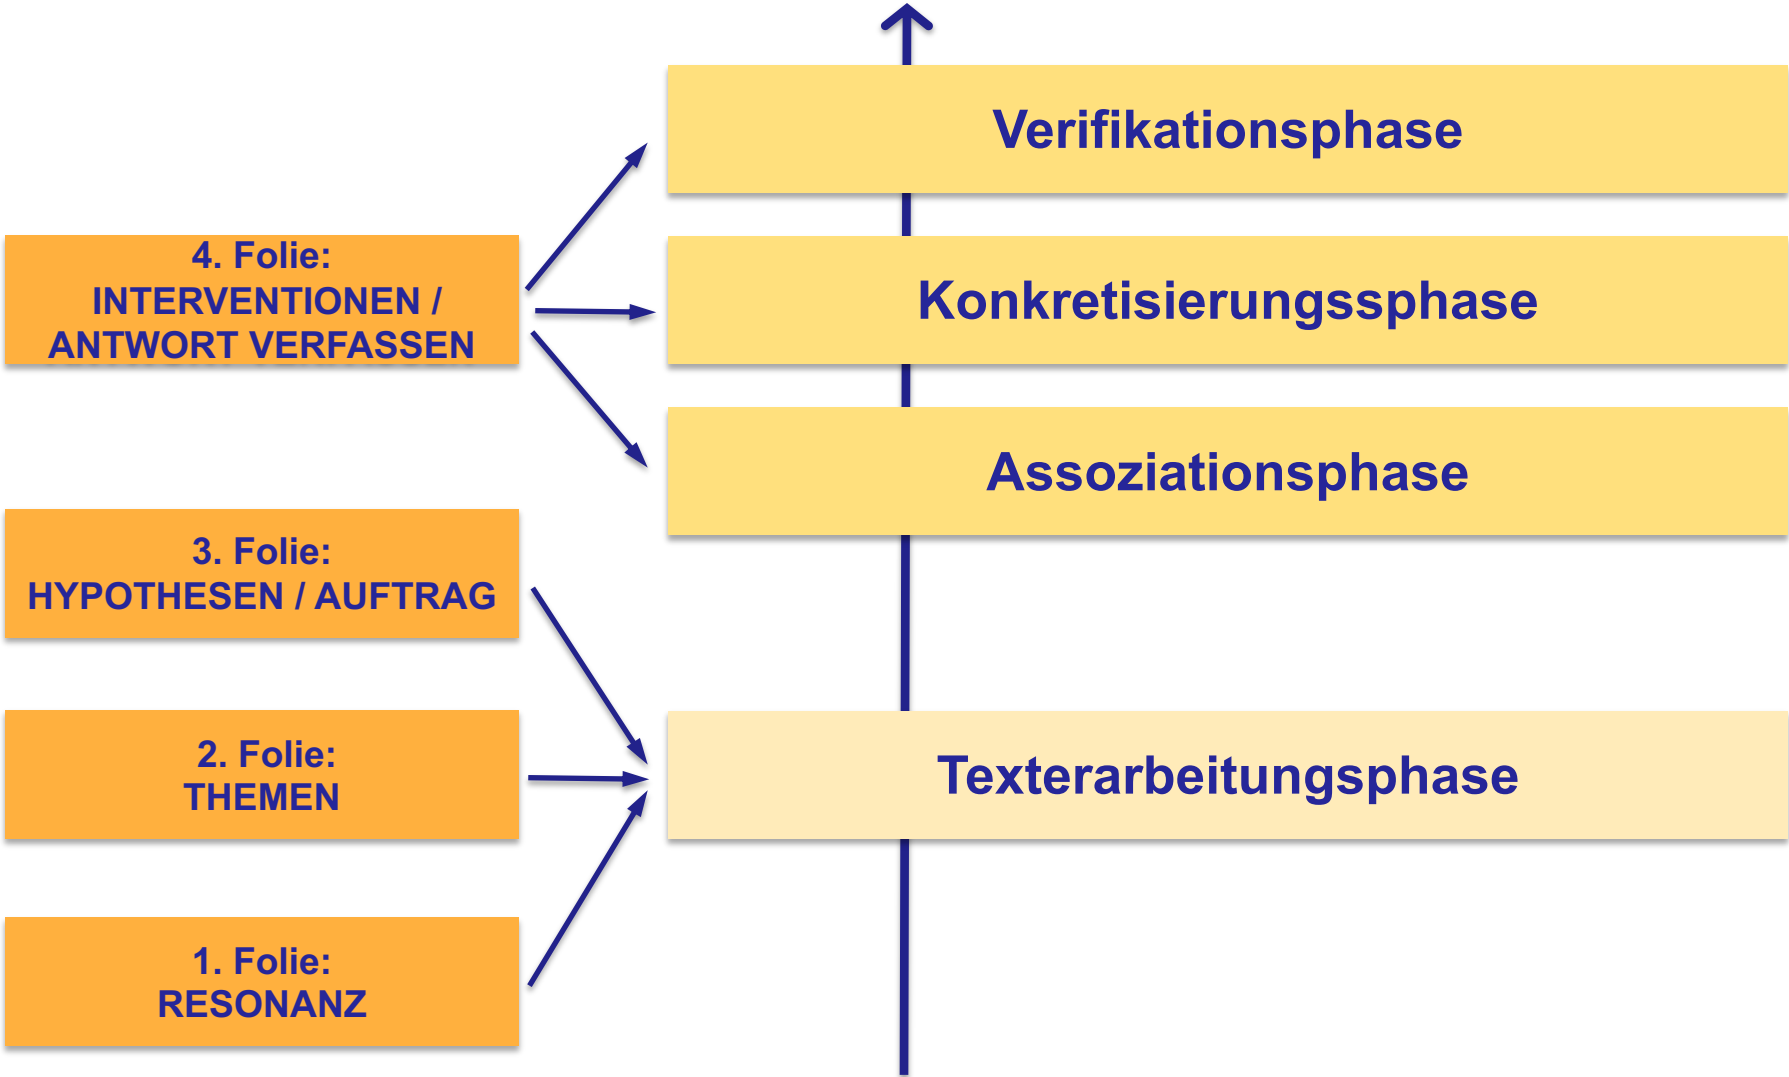 Verifikationsphase
4. Folie:
INTERVENTIONEN /
ANTWORT VERFASSEN
Konkretisierungssphase
Assoziationsphase
3. Folie:
HYPOTHESEN / AUFTRAG
2. Folie:
THEMEN
Texterarbeitungsphase
1. Folie:
RESONANZ